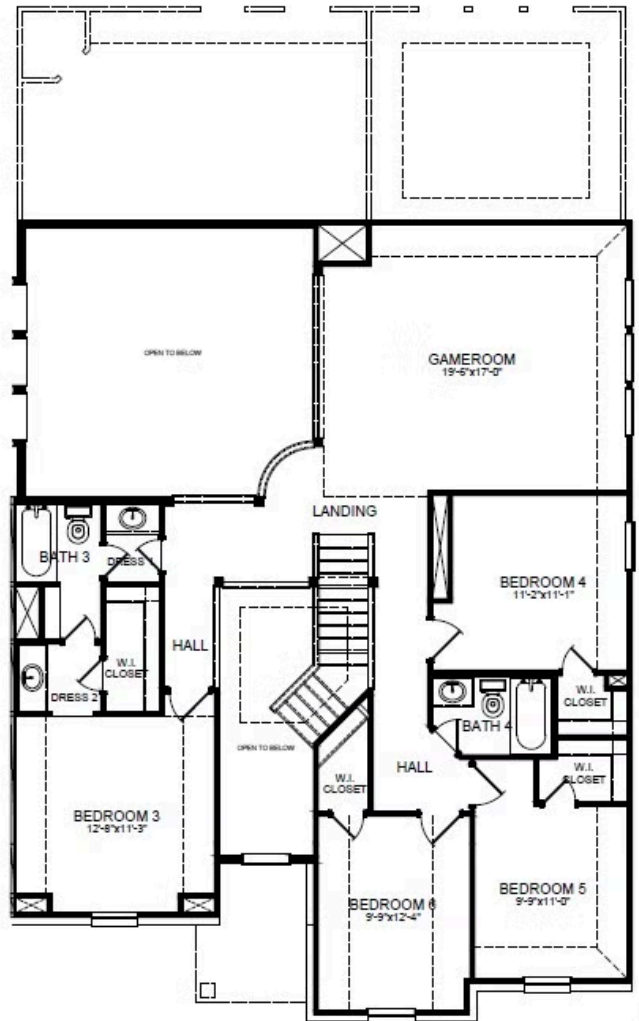 OPEN TO BELOW
GAMEROOM
19'-6"x17'-0"
LANDING
BATH 3
DRESS 1
BEDROOM 4
11'-2"x11'-1"
HALL
W.I.
CLOSET
DRESS 2
W.I.
CLOSET
BATH 4
OPEN TO BELOW
HALL
W.I.
CLOSET
W.I.
CLOSET
BEDROOM 3
12'-8"x11'-3"
BEDROOM 5
9'-9"x11'-0"
BEDROOM 6
9'-9"x12'-4"